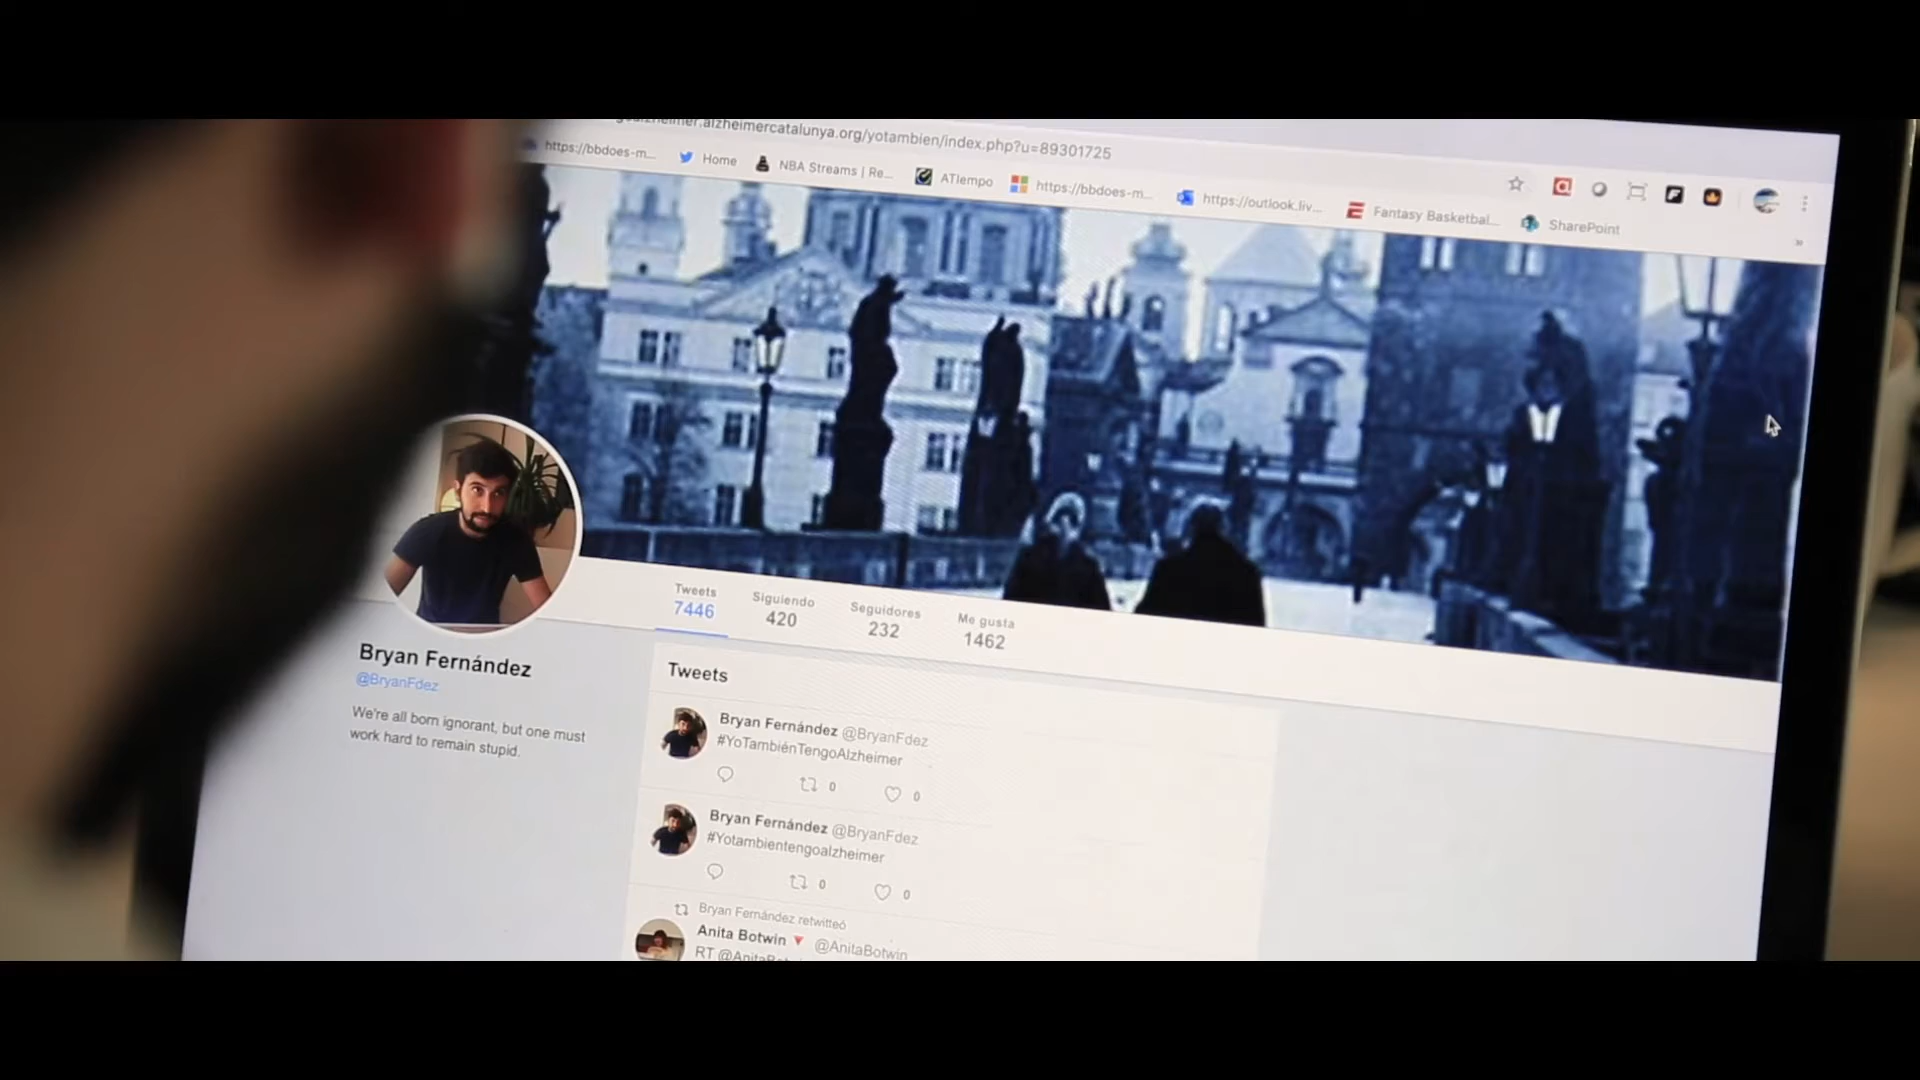 alzheimer.alzheimercatalunya.org/yotambien/index.php?u=89301725
https://bbdoes-m...
Home
NBA Streams | Re...
ATIempo
https://bbdoes-m...
https://outlook.liv...
Fantasy Basketbal...
SharePoint
»
Tweets
7446
Siguiendo
420
Seguidores
232
Me gusta
1462
Bryan Fernández
@BryanFdez
We're all born ignorant, but one must
work hard to remain stupid.
Tweets
Bryan Fernández @BryanFdez
#YoTambiénTengoAlzheimer
0 0
Bryan Fernández @BryanFdez
#Yotambientengoalzheimer
0 0
Bryan Fernández retwitteó
Anita Botwin @AnitaBotwin
RT @AnitaBotw